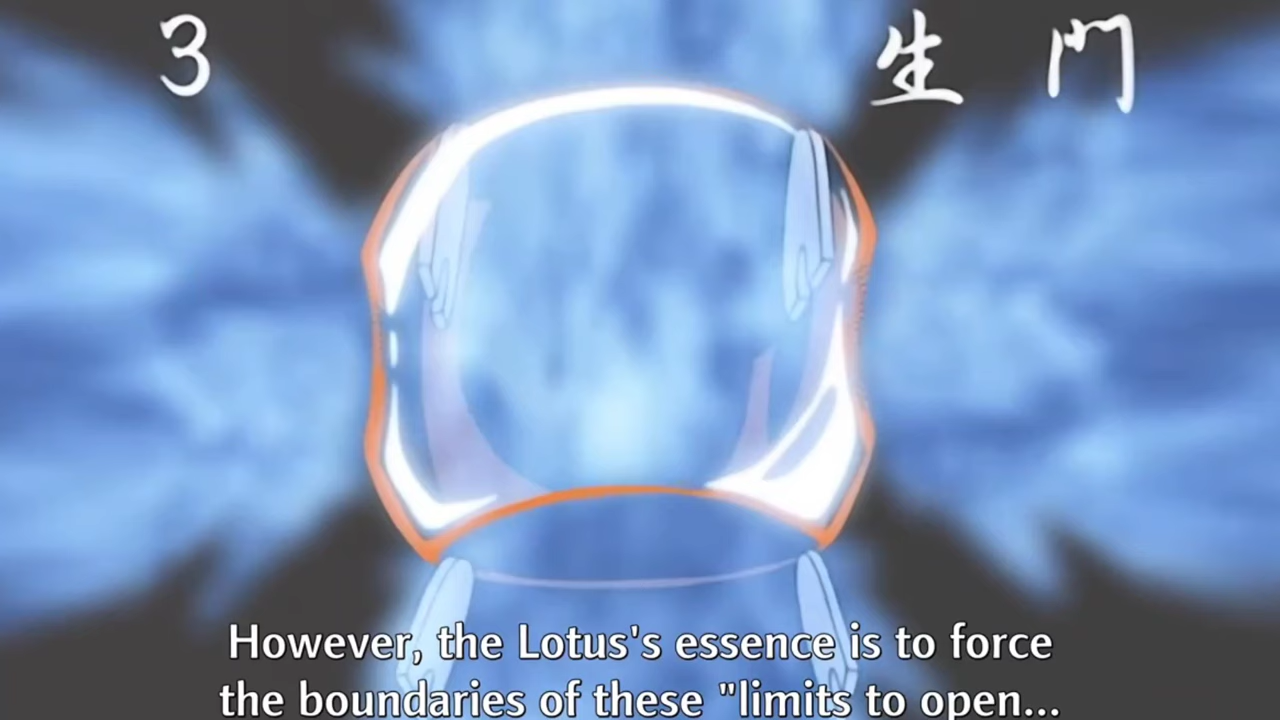 3 生門
However, the Lotus's essence is to force
the boundaries of these "limits to open...